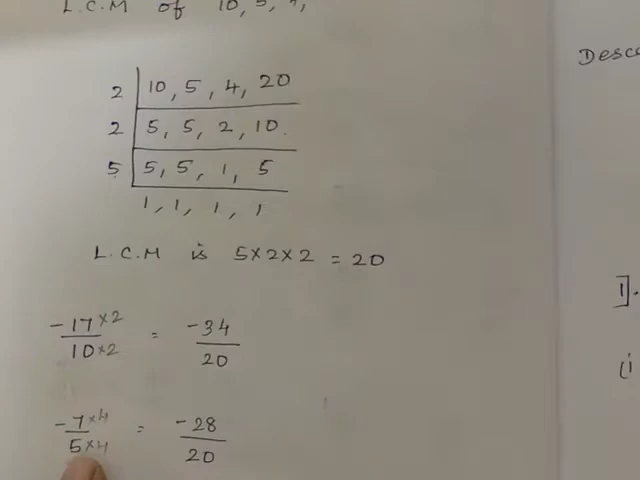 L.C.M of 10, 5, 4,
2 | 10, 5, 4, 20
2 | 5, 5, 2, 10
5 | 5, 5, 1, 5
1, 1, 1, 1
L.C.M is 5×2×2 = 20
-17×2 / 10×2 = -34 / 20
-7×4 / 5×4 = -28 / 20
1].
(i